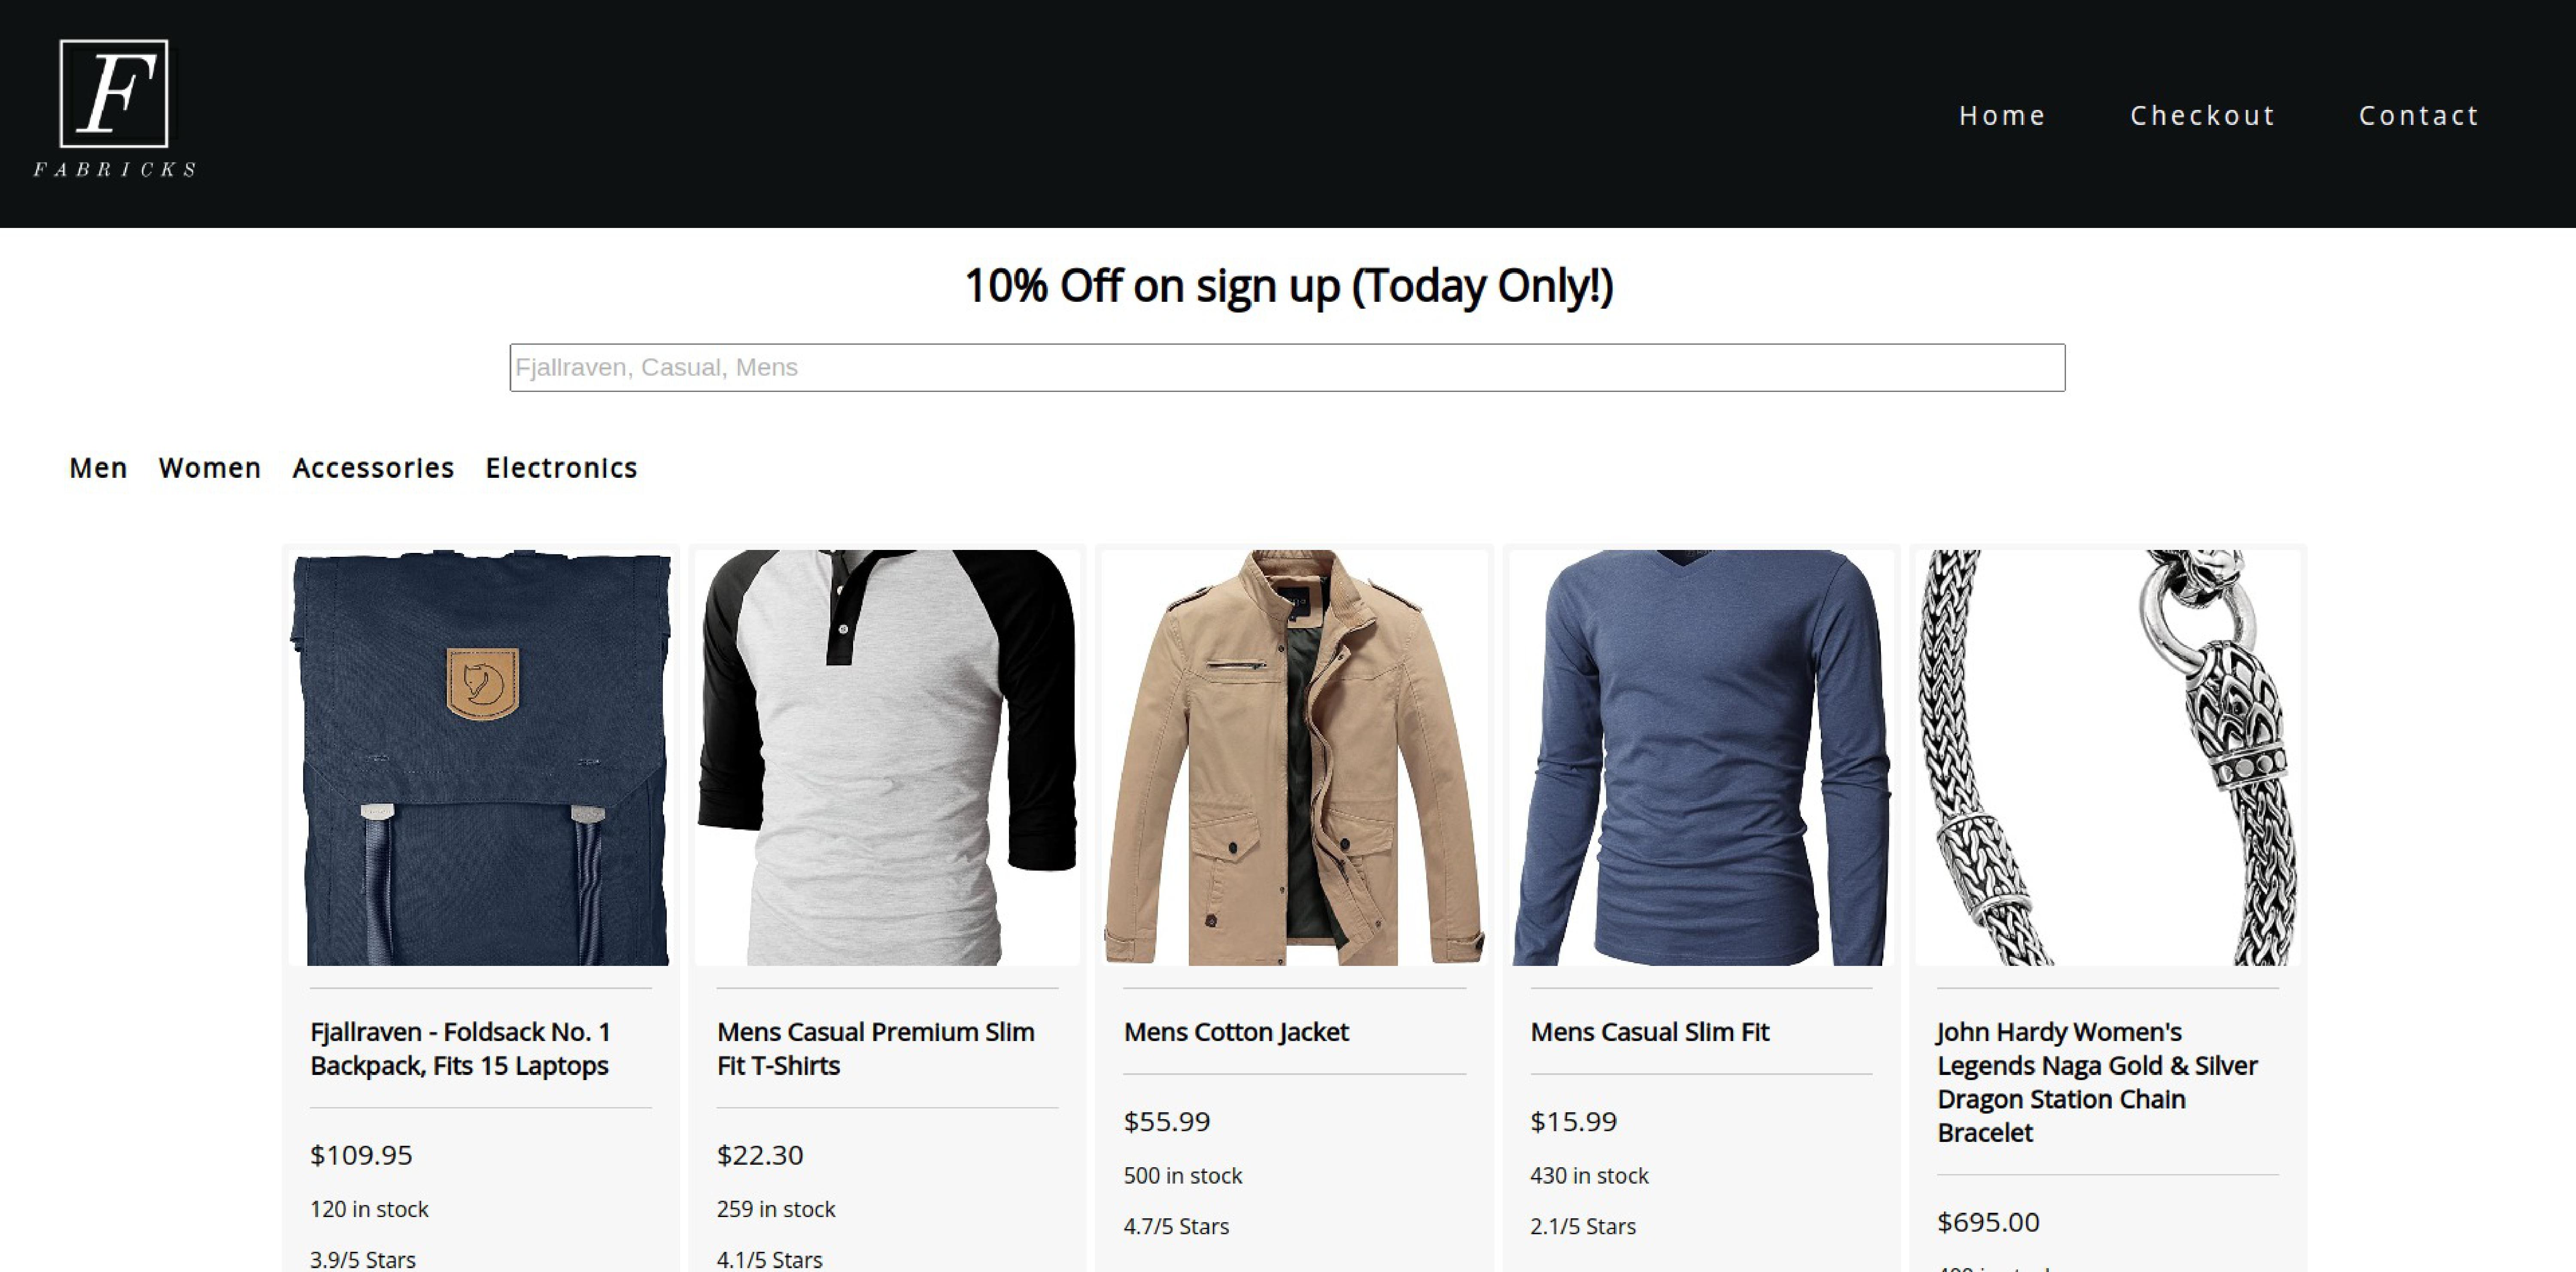 F
FABRICKS
Home Checkout Contact
10% Off on sign up (Today Only!)
Fjallraven, Casual, Mens
Men Women Accessories Electronics
Fjallraven - Foldsack No. 1
Backpack, Fits 15 Laptops
$109.95
120 in stock
3.9/5 Stars
Mens Casual Premium Slim
Fit T-Shirts
$22.30
259 in stock
4.1/5 Stars
Mens Cotton Jacket
$55.99
500 in stock
4.7/5 Stars
Mens Casual Slim Fit
$15.99
430 in stock
2.1/5 Stars
John Hardy Women's
Legends Naga Gold & Silver
Dragon Station Chain
Bracelet
$695.00